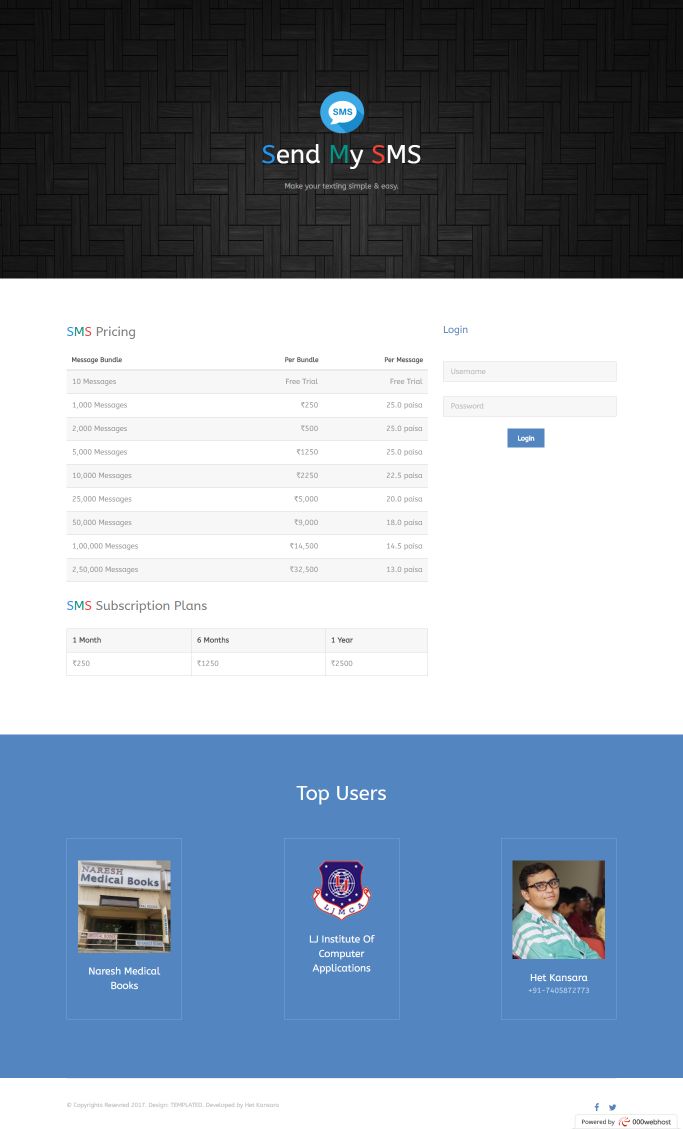 SMS
Send My SMS
Make your texting simple & easy.
SMS Pricing
Message Bundle Per Bundle Per Message
10 Messages Free Trial Free Trial
1,000 Messages ₹250 25.0 paisa
2,000 Messages ₹500 25.0 paisa
5,000 Messages ₹1250 25.0 paisa
10,000 Messages ₹2250 22.5 paisa
25,000 Messages ₹5,000 20.0 paisa
50,000 Messages ₹9,000 18.0 paisa
1,00,000 Messages ₹14,500 14.5 paisa
2,50,000 Messages ₹32,500 13.0 paisa
SMS Subscription Plans
1 Month 6 Months 1 Year
₹250 ₹1250 ₹2500
Login
Username
Password
Login
Top Users
NARESH
Medical Books
Naresh Medical
Books
LJ
LJMCA
LJ Institute Of
Computer
Applications
Het Kansara
+91-7405872773
© Copyrights Reserved 2017. Design: TEMPLATED. Developed by Het Kansara
Powered by 000webhost